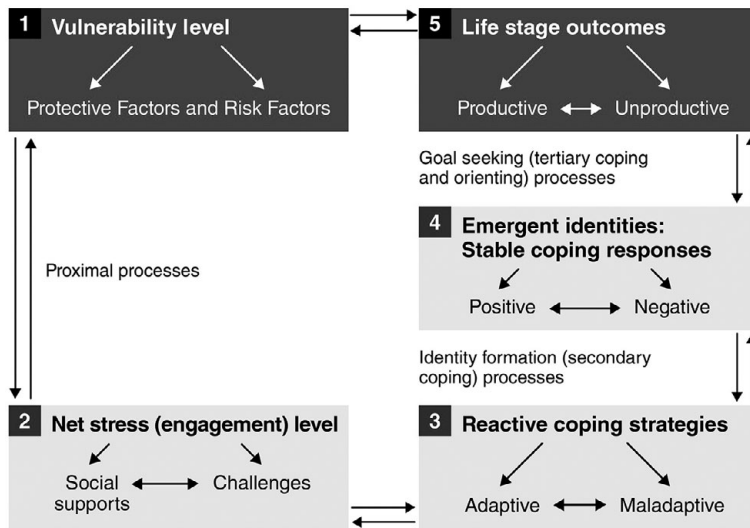 1 Vulnerability level
Protective Factors and Risk Factors
5 Life stage outcomes
Productive Unproductive
Goal seeking (tertiary coping
and orienting) processes
4 Emergent identities:
Stable coping responses
Positive Negative
Proximal processes
Identity formation (secondary
coping) processes
2 Net stress (engagement) level
Social
supports
Challenges
3 Reactive coping strategies
Adaptive Maladaptive